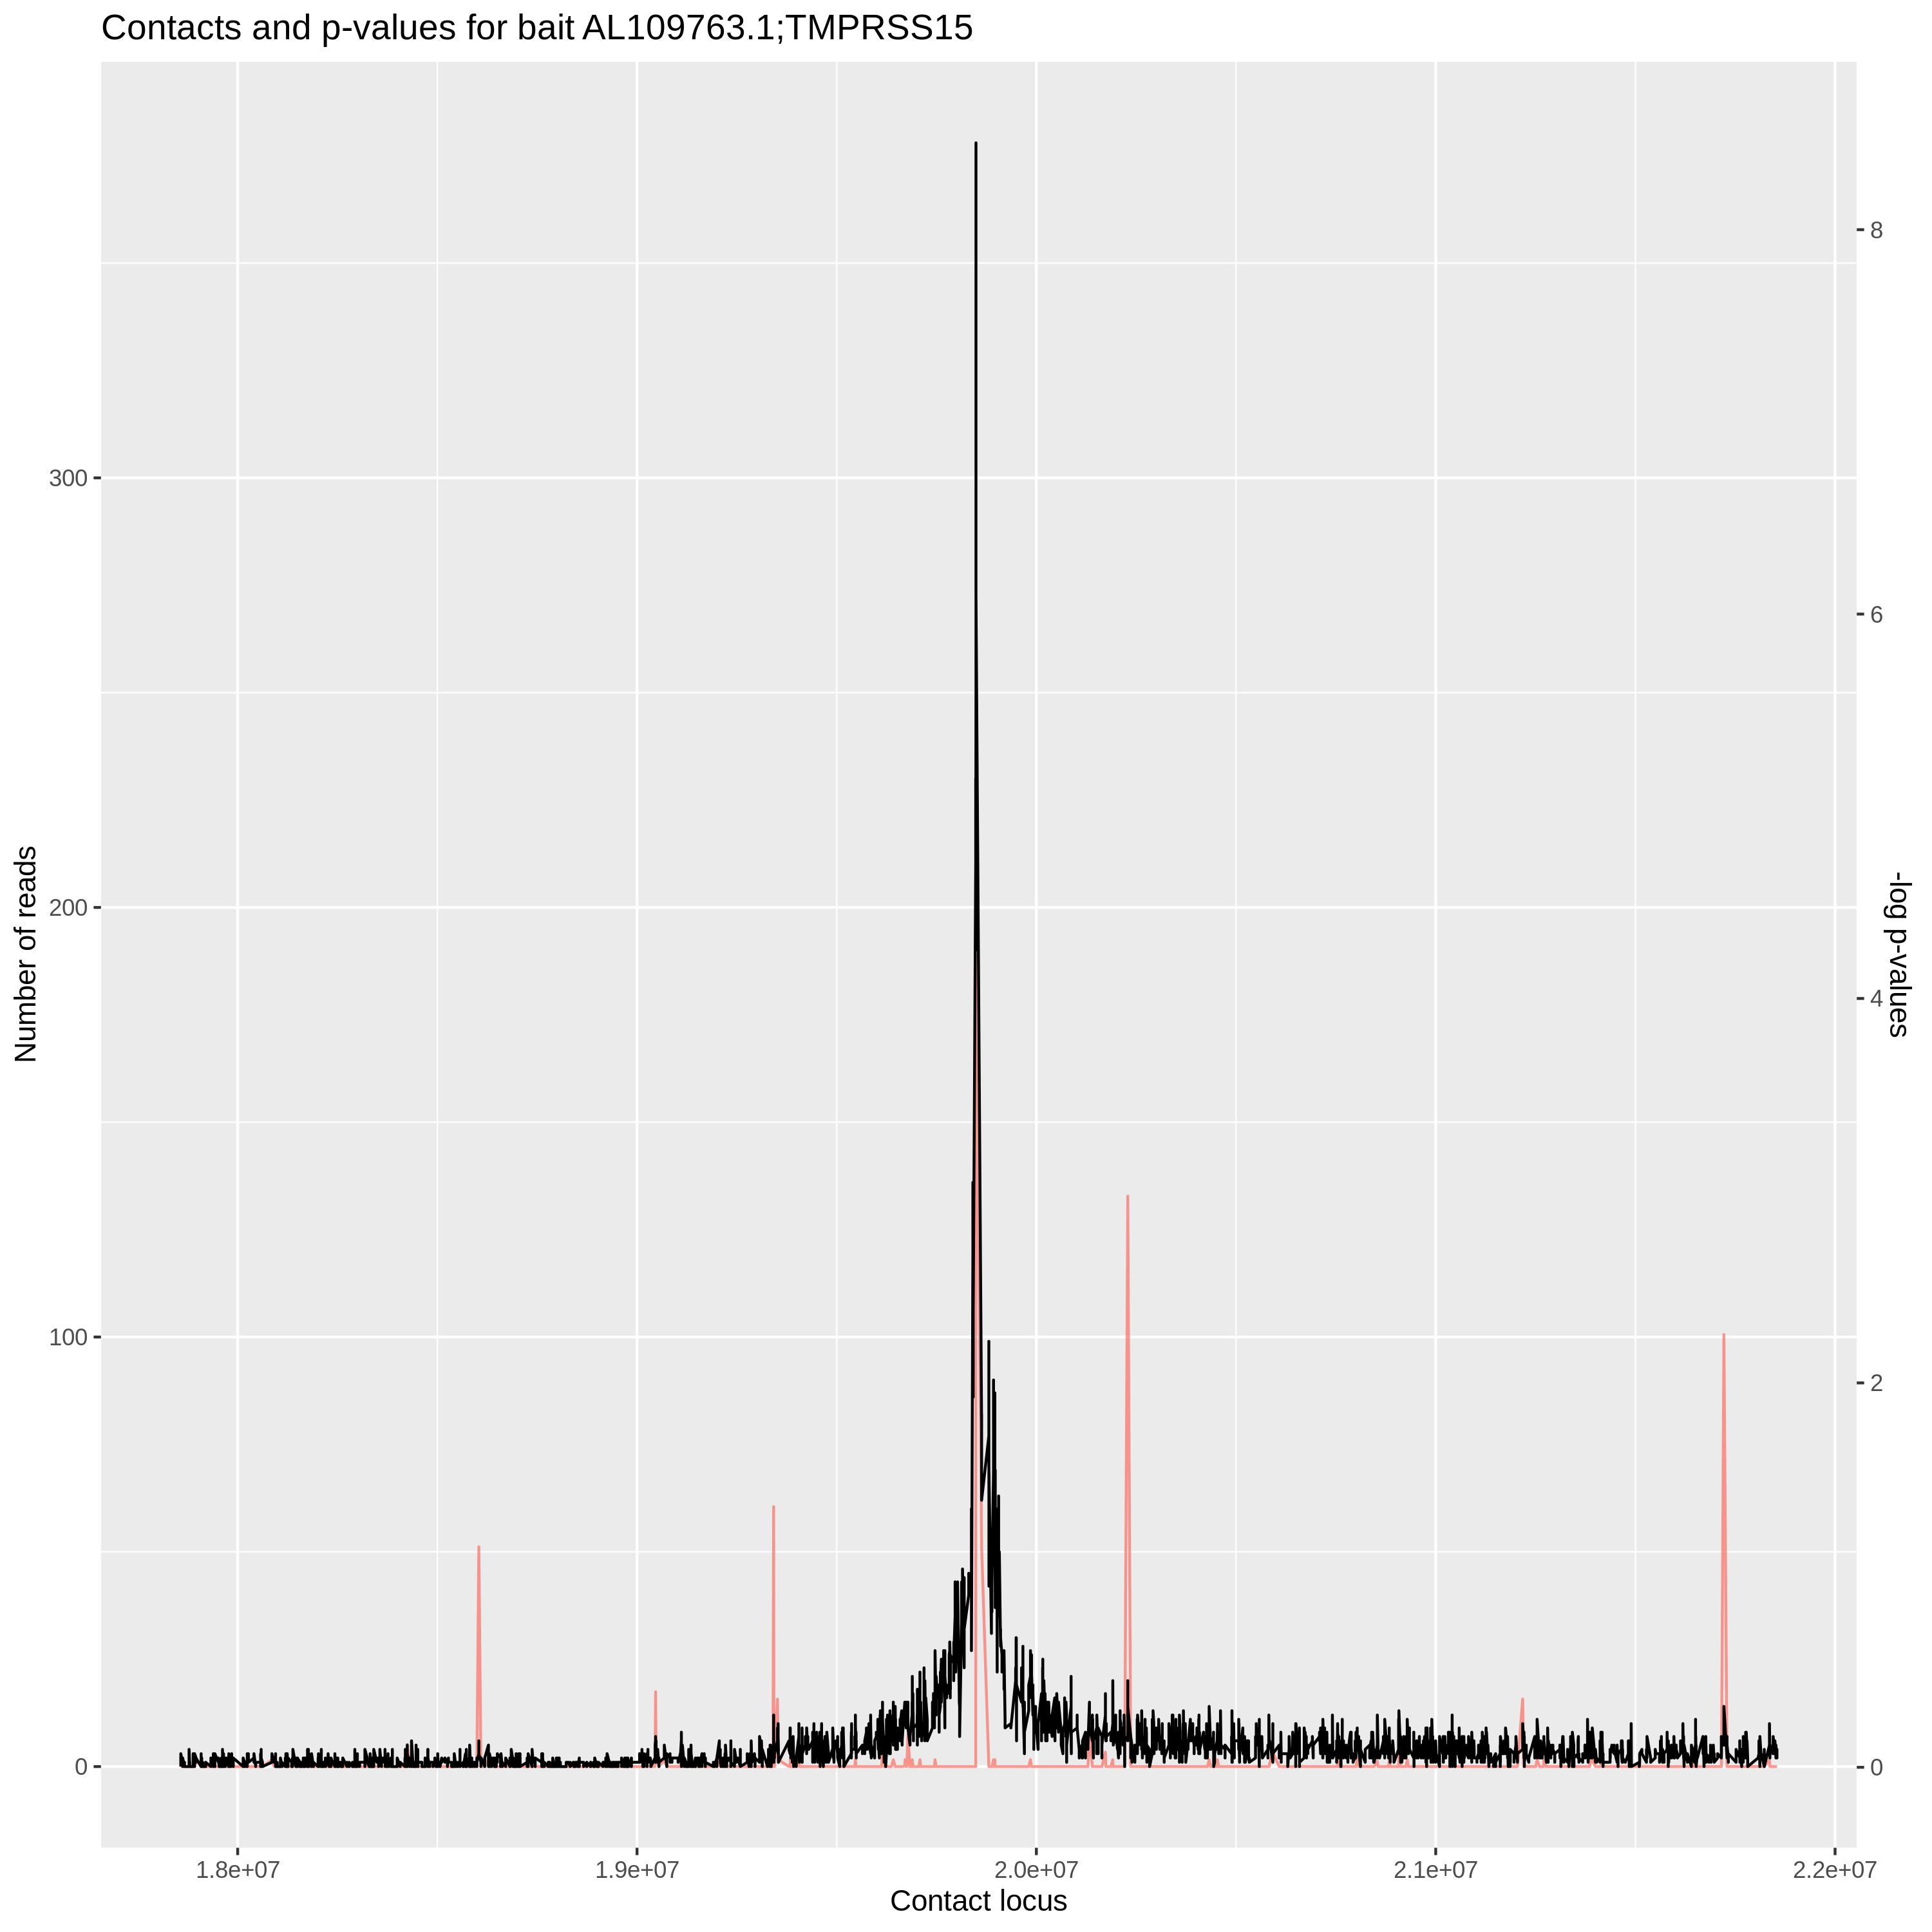 Contacts and p-values for bait AL109763.1;TMPRSS15
Number of reads
300
200
100
0
8
6
4
2
0
-log p-values
1.8e+07
1.9e+07
2.0e+07
2.1e+07
2.2e+07
Contact locus